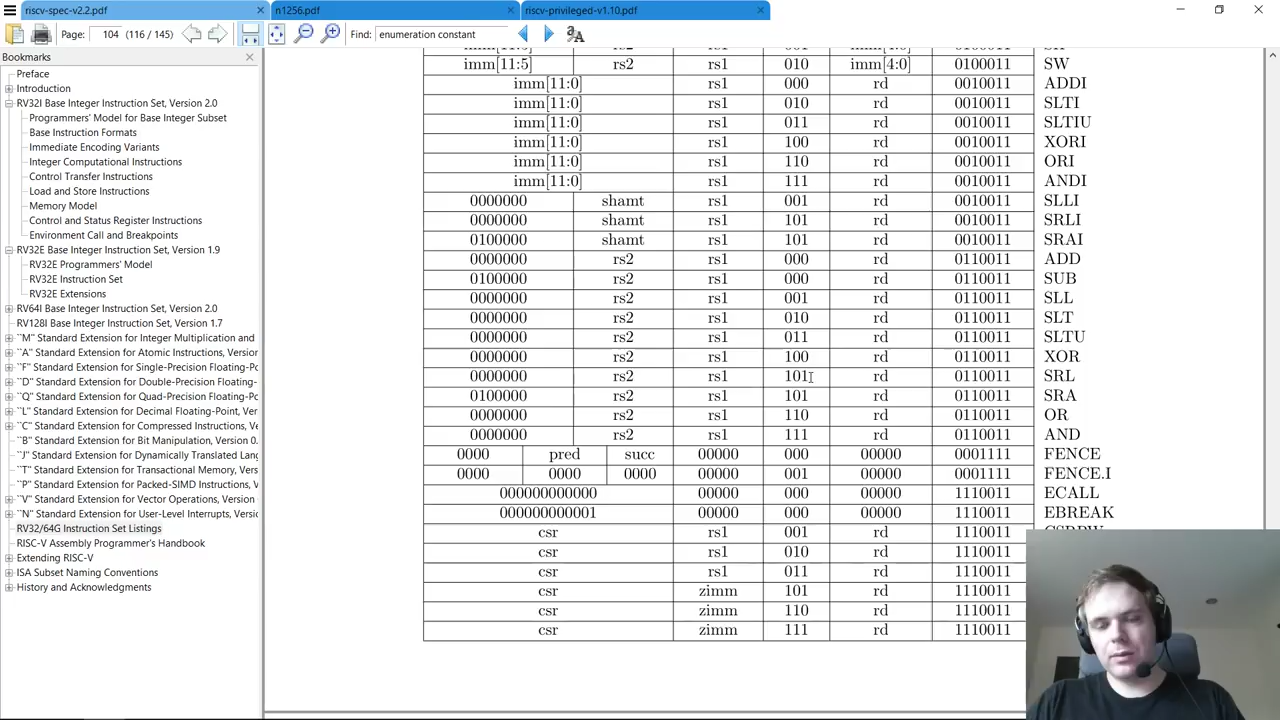 riscv-spec-v2.2.pdf × n1256.pdf × riscv-privileged-v1.10.pdf ×
Page: 104 (116 / 145) Find: enumeration constant
Bookmarks
Preface
Introduction
RV32I Base Integer Instruction Set, Version 2.0
Programmers' Model for Base Integer Subset
Base Instruction Formats
Immediate Encoding Variants
Integer Computational Instructions
Control Transfer Instructions
Load and Store Instructions
Memory Model
Control and Status Register Instructions
Environment Call and Breakpoints
RV32E Base Integer Instruction Set, Version 1.9
RV32E Programmers' Model
RV32E Instruction Set
RV32E Extensions
RV64I Base Integer Instruction Set, Version 2.0
RV128I Base Integer Instruction Set, Version 1.7
``M'' Standard Extension for Integer Multiplication and
``A'' Standard Extension for Atomic Instructions, Version
``F'' Standard Extension for Single-Precision Floating-Po
``D'' Standard Extension for Double-Precision Floating-
``Q'' Standard Extension for Quad-Precision Floating-Po
``L'' Standard Extension for Decimal Floating-Point, Ver
``C'' Standard Extension for Compressed Instructions, Ve
``B'' Standard Extension for Bit Manipulation, Version 0.
``J'' Standard Extension for Dynamically Translated Lang
``T'' Standard Extension for Transactional Memory, Vers
``P'' Standard Extension for Packed-SIMD Instructions, V
``V'' Standard Extension for Vector Operations, Version
``N'' Standard Extension for User-Level Interrupts, Versio
RV32/64G Instruction Set Listings
RISC-V Assembly Programmer's Handbook
Extending RISC-V
ISA Subset Naming Conventions
History and Acknowledgments
imm[11:5] rs2 rs1 010 imm[4:0] 0100011 SW
imm[11:0] rs1 000 rd 0010011 ADDI
imm[11:0] rs1 010 rd 0010011 SLTI
imm[11:0] rs1 011 rd 0010011 SLTIU
imm[11:0] rs1 100 rd 0010011 XORI
imm[11:0] rs1 110 rd 0010011 ORI
imm[11:0] rs1 111 rd 0010011 ANDI
0000000 shamt rs1 001 rd 0010011 SLLI
0000000 shamt rs1 101 rd 0010011 SRLI
0100000 shamt rs1 101 rd 0010011 SRAI
0000000 rs2 rs1 000 rd 0110011 ADD
0100000 rs2 rs1 000 rd 0110011 SUB
0000000 rs2 rs1 001 rd 0110011 SLL
0000000 rs2 rs1 010 rd 0110011 SLT
0000000 rs2 rs1 011 rd 0110011 SLTU
0000000 rs2 rs1 100 rd 0110011 XOR
0000000 rs2 rs1 101 rd 0110011 SRL
0100000 rs2 rs1 101 rd 0110011 SRA
0000000 rs2 rs1 110 rd 0110011 OR
0000000 rs2 rs1 111 rd 0110011 AND
0000 pred succ 00000 000 00000 0001111 FENCE
0000 0000 0000 00000 001 00000 0001111 FENCE.I
000000000000 00000 000 00000 1110011 ECALL
000000000001 00000 000 00000 1110011 EBREAK
csr rs1 001 rd 1110011
csr rs1 010 rd 1110011
csr rs1 011 rd 1110011
csr zimm 101 rd 1110011
csr zimm 110 rd 1110011
csr zimm 111 rd 1110011